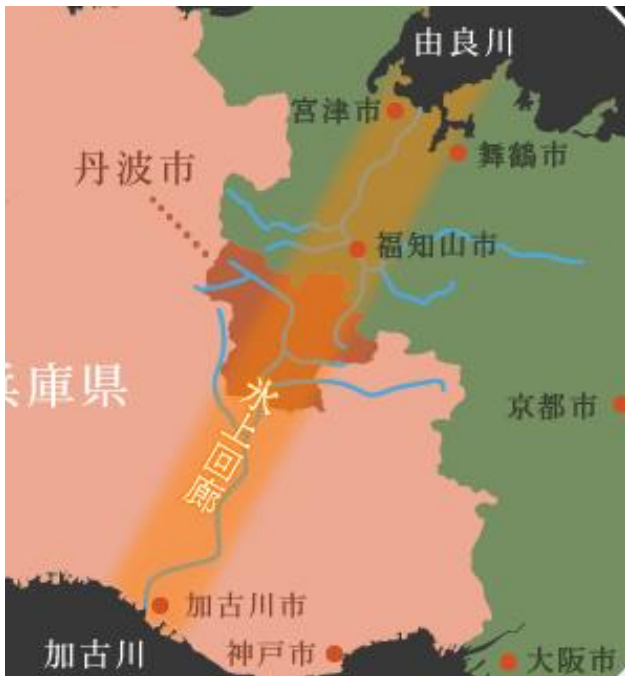 由良川
宮津市
舞鶴市
丹波市
福知山市
兵庫県
京都市
氷上回廊
加古川市
加古川
神戸市
大阪市